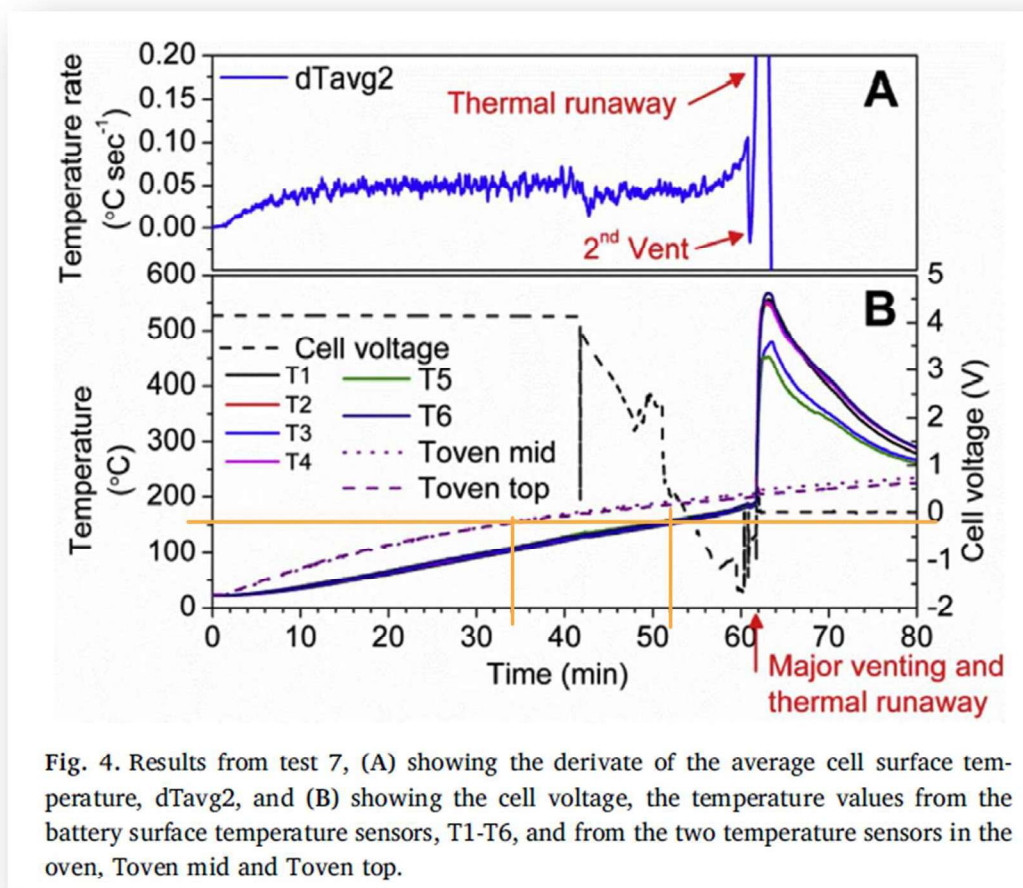 0.20
0.15
0.10
0.05
0.00
Temperature rate
(°C sec⁻¹)
dTavg2
Thermal runaway
A
2nd Vent
600
500
400
300
200
100
0
Temperature
(°C)
5
4
3
2
1
0
-1
-2
Cell voltage (V)
B
Cell voltage
T1
T2
T3
T4
T5
T6
Toven mid
Toven top
0 10 20 30 40 50 60 70 80
Time (min)
Major venting and
thermal runaway
Fig. 4. Results from test 7, (A) showing the derivate of the average cell surface tem-
perature, dTavg2, and (B) showing the cell voltage, the temperature values from the
battery surface temperature sensors, T1-T6, and from the two temperature sensors in the
oven, Toven mid and Toven top.